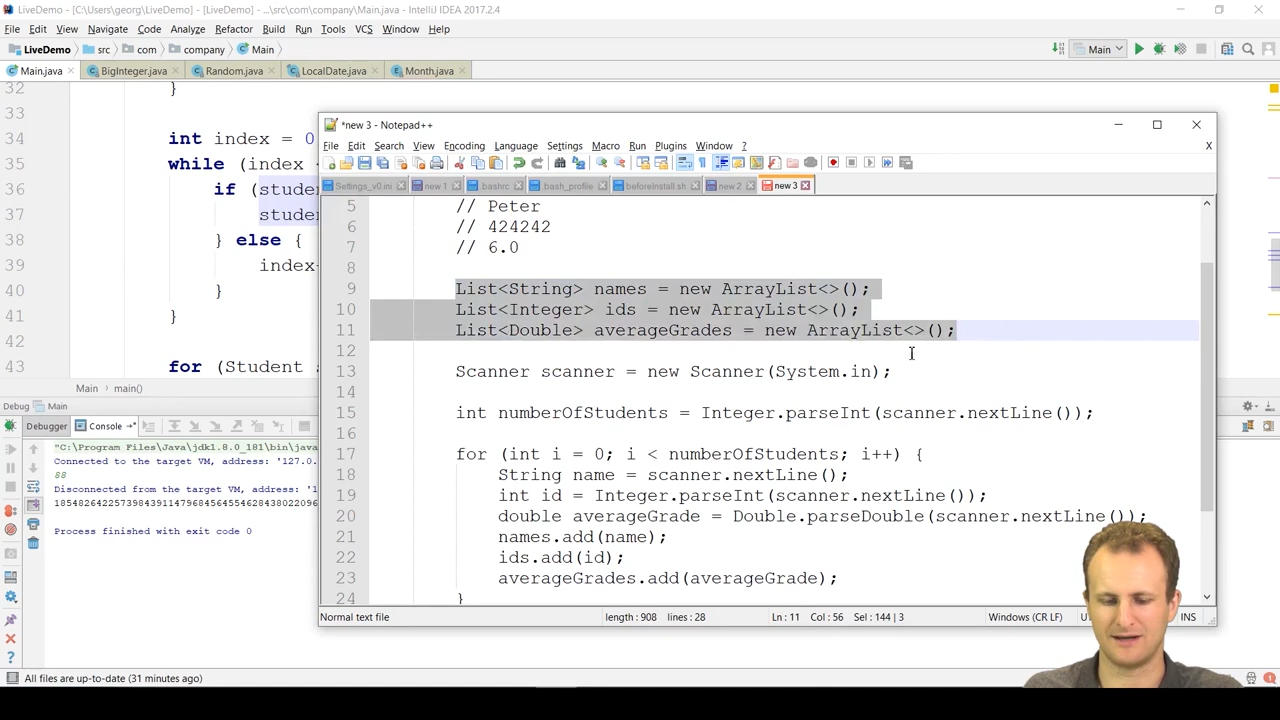 LiveDemo - [C:\Users\georg\LiveDemo] - [LiveDemo] - ...\src\com\company\Main.java - IntelliJ IDEA 2017.2.4
File Edit View Navigate Code Analyze Refactor Build Run Tools VCS Window Help
LiveDemo src com company Main
Main
Main.java BigInteger.java Random.java LocalDate.java Month.java
32 }
33
34 int index = 0
35 while (index
36 if (stude
37 stude
38 } else {
39 index
40 }
41 }
42
43 for (Student s
Main main()
Debug Main
Debugger Console
"C:\Program Files\Java\jdk1.8.0_181\bin\java
Connected to the target VM, address: '127.0.
88
Disconnected from the target VM, address: '1
18548264225739843911479684564554628438022096
Process finished with exit code 0
All files are up-to-date (31 minutes ago)
*new 3 - Notepad++
File Edit Search View Encoding Language Settings Macro Run Plugins Window ? X
Settings_v0.ini new 1 bashrc bash_profile beforeInstall.sh new 2 new 3
5 // Peter
6 // 424242
7 // 6.0
8
9 List<String> names = new ArrayList<>();
10 List<Integer> ids = new ArrayList<>();
11 List<Double> averageGrades = new ArrayList<>();
12
13 Scanner scanner = new Scanner(System.in);
14
15 int numberOfStudents = Integer.parseInt(scanner.nextLine());
16
17 for (int i = 0; i < numberOfStudents; i++) {
18 String name = scanner.nextLine();
19 int id = Integer.parseInt(scanner.nextLine());
20 double averageGrade = Double.parseDouble(scanner.nextLine());
21 names.add(name);
22 ids.add(id);
23 averageGrades.add(averageGrade);
24 }
Normal text file length : 908 lines : 28 Ln : 11 Col : 56 Sel : 144 | 3 Windows (CR LF) INS